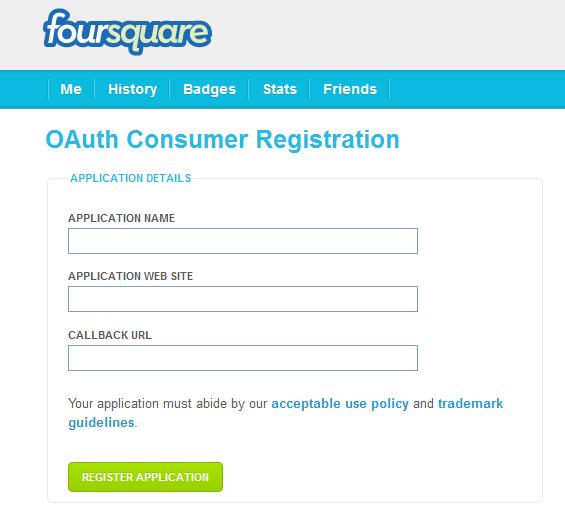 foursquare
Me History Badges Stats Friends
OAuth Consumer Registration
APPLICATION DETAILS
APPLICATION NAME
APPLICATION WEB SITE
CALLBACK URL
Your application must abide by our acceptable use policy and trademark
guidelines.
REGISTER APPLICATION